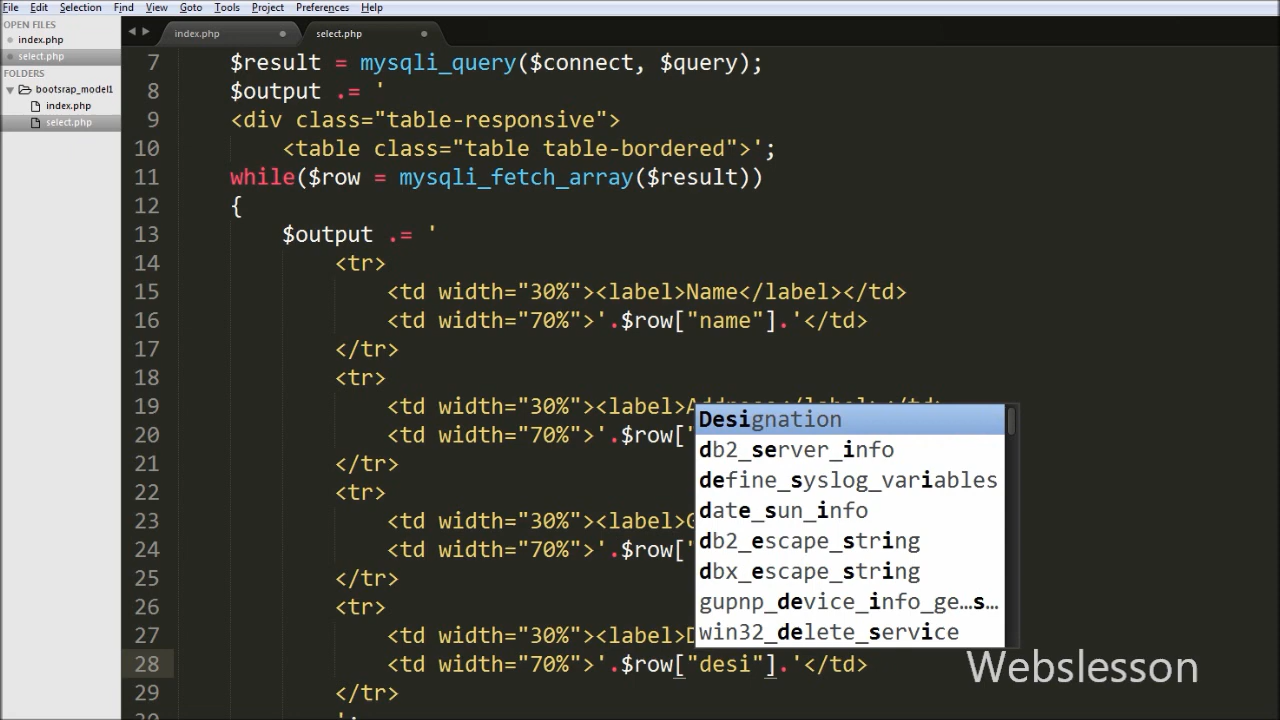 File Edit Selection Find View Goto Tools Project Preferences Help
OPEN FILES
index.php
select.php
FOLDERS
bootsrap_model1
index.php
select.php
index.php select.php
7 $result = mysqli_query($connect, $query);
8 $output .= '
9 <div class="table-responsive">
10 <table class="table table-bordered">';
11 while($row = mysqli_fetch_array($result))
12 {
13 $output .= '
14 <tr>
15 <td width="30%"><label>Name</label></td>
16 <td width="70%">'.$row["name"].'</td>
17 </tr>
18 <tr>
19 <td width="30%"><label>Address</label></td>
20 <td width="70%">'.$row["
21 </tr>
22 <tr>
23 <td width="30%"><label>G
24 <td width="70%">'.$row["
25 </tr>
26 <tr>
27 <td width="30%"><label>D
28 <td width="70%">'.$row["desi"].'</td>
29 </tr>
30 ';
Designation
db2_server_info
define_syslog_variables
date_sun_info
db2_escape_string
dbx_escape_string
gupnp_device_info_ge…s…
win32_delete_service
Webslesson